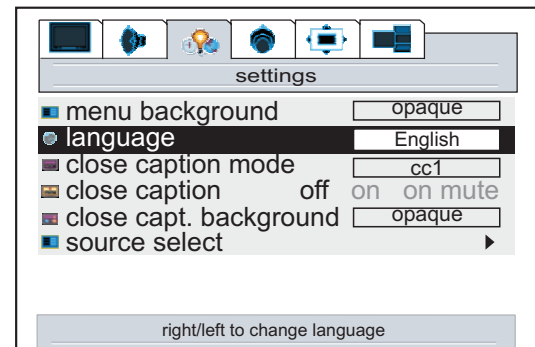 settings
menu background opaque
language English
close caption mode cc1
close caption off on on mute
close capt. background opaque
source select
right/left to change language